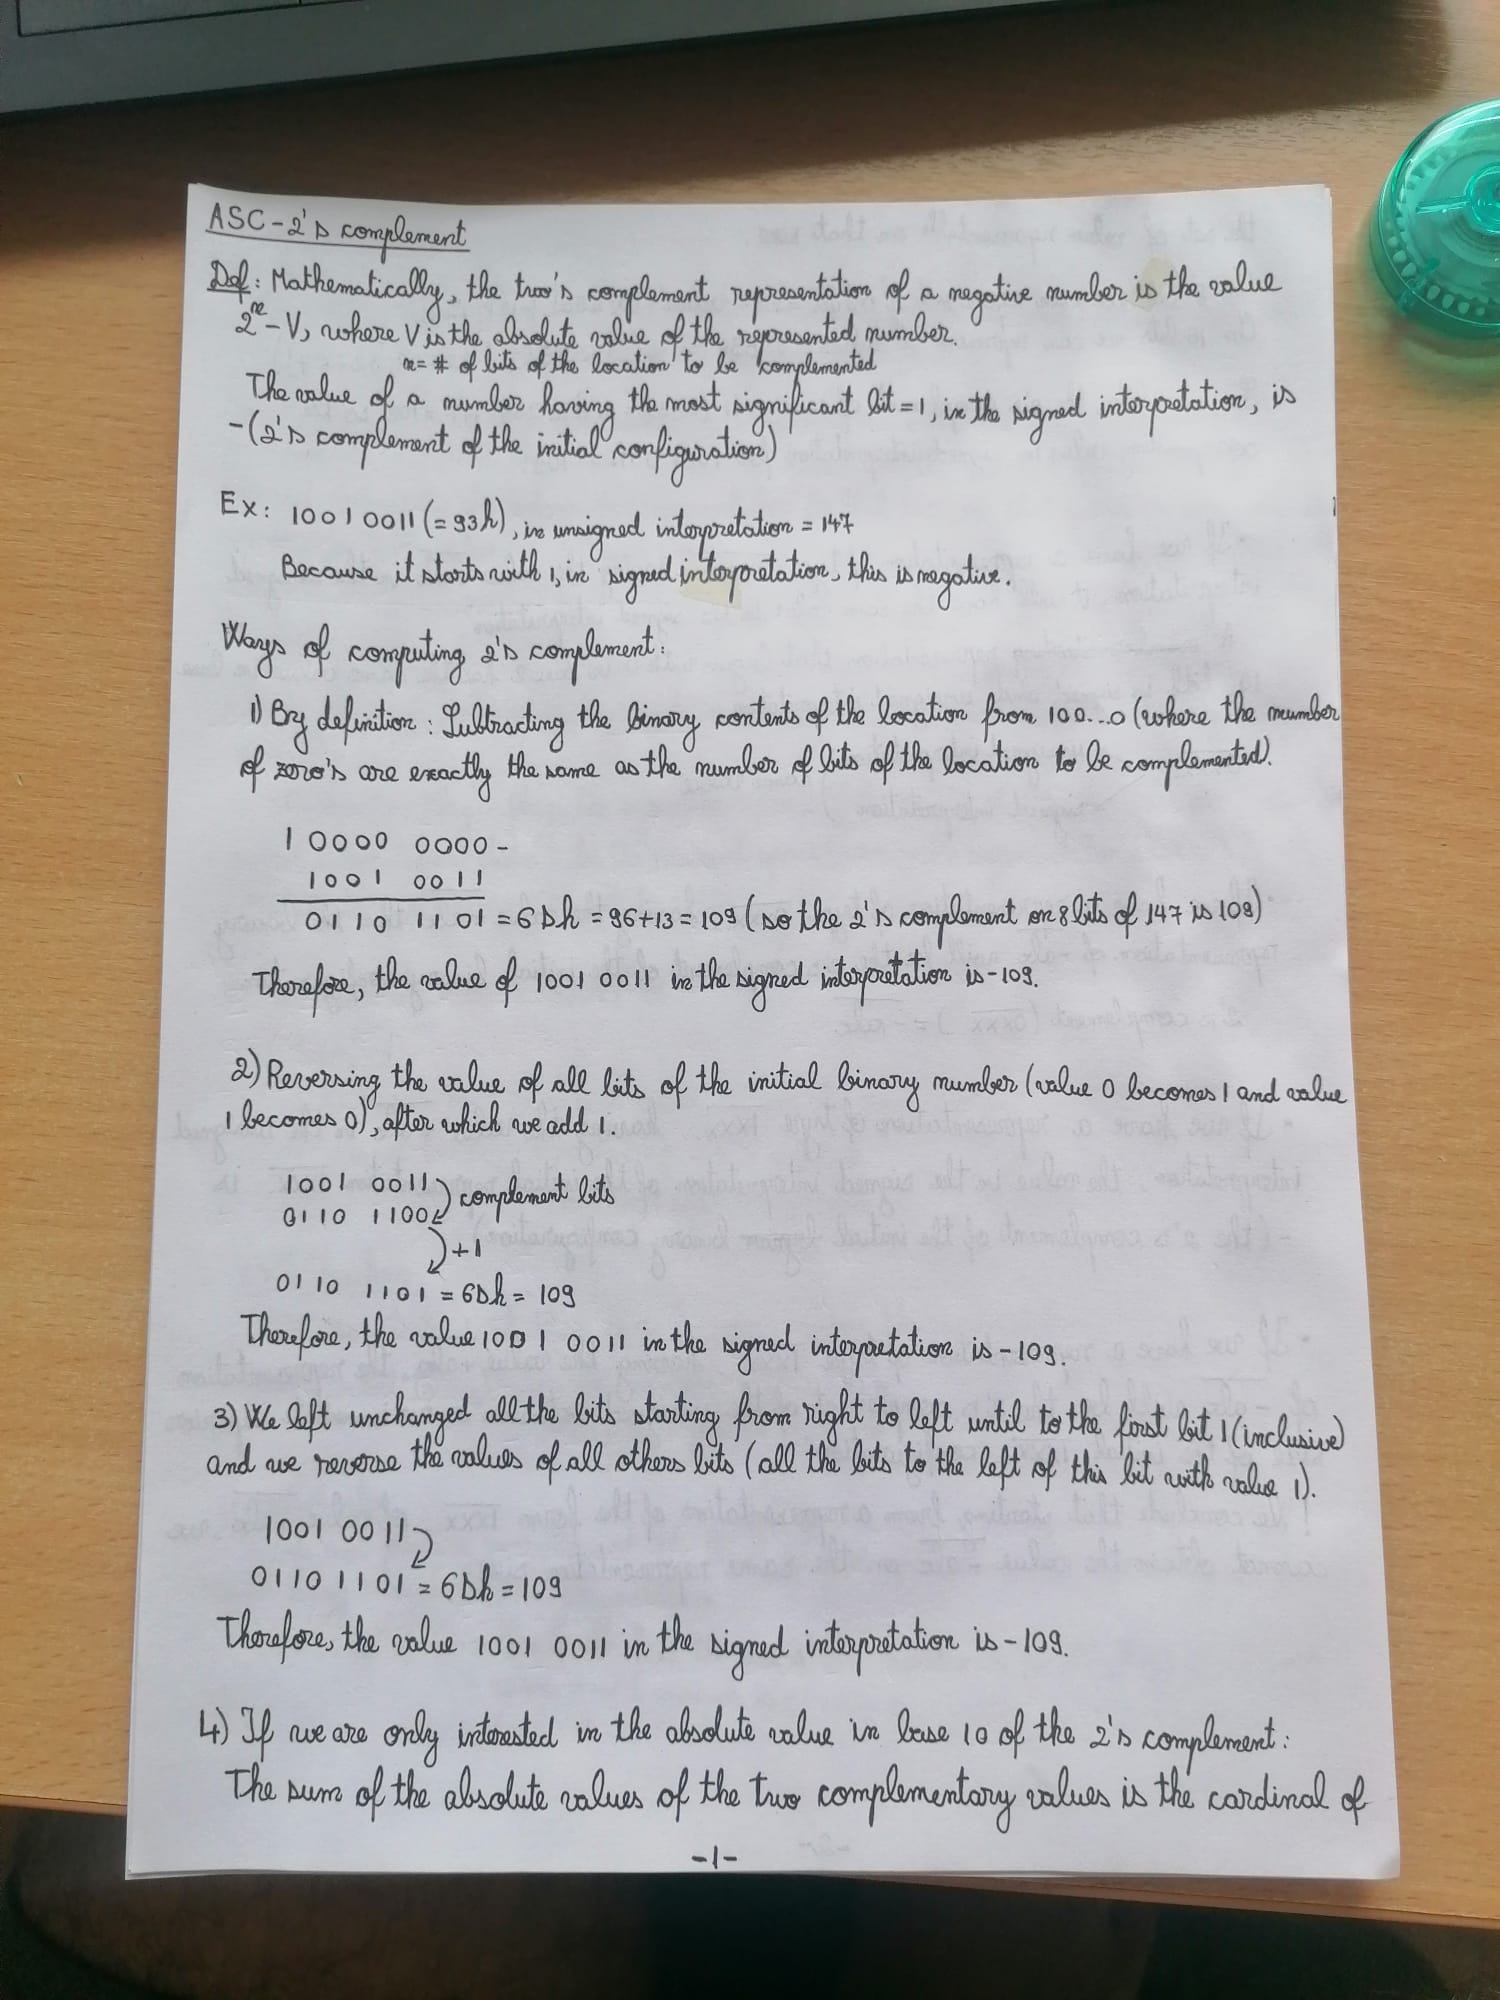 ASC - 2's complement
Def: Mathematically, the two's complement representation of a negative number is the value
2^n - V, where V is the absolute value of the represented number.
n = # of bits of the location to be complemented
The value of a number having the most significant bit = 1, in the signed interpretation, is
-(2's complement of the initial configuration)
Ex: 1001 0011 (= 93h), in unsigned interpretation = 147
Because it starts with 1, in signed interpretation, this is negative.
Ways of computing 2's complement:
1) By definition: Subtracting the binary contents of the location from 100...0 (where the number
of zero's are exactly the same as the number of bits of the location to be complemented).
1 0000 0000 -
1001 0011
0110 1101 = 6Dh = 96+13 = 109 (so the 2's complement on 8 bits of 147 is 109)
Therefore, the value of 1001 0011 in the signed interpretation is -109.
2) Reversing the value of all bits of the initial binary number (value 0 becomes 1 and value
1 becomes 0), after which we add 1.
1001 0011
complement bits
0110 1100
+1
0110 1101 = 6Dh = 109
Therefore, the value 1001 0011 in the signed interpretation is -109.
3) We left unchanged all the bits starting from right to left until to the first bit 1 (inclusive)
and we reverse the values of all others bits (all the bits to the left of this bit with value 1).
1001 0011
0110 1101 = 6Dh = 109
Therefore, the value 1001 0011 in the signed interpretation is -109.
4) If we are only interested in the absolute value in base 10 of the 2's complement:
The sum of the absolute values of the two complementary values is the cardinal of
-1-